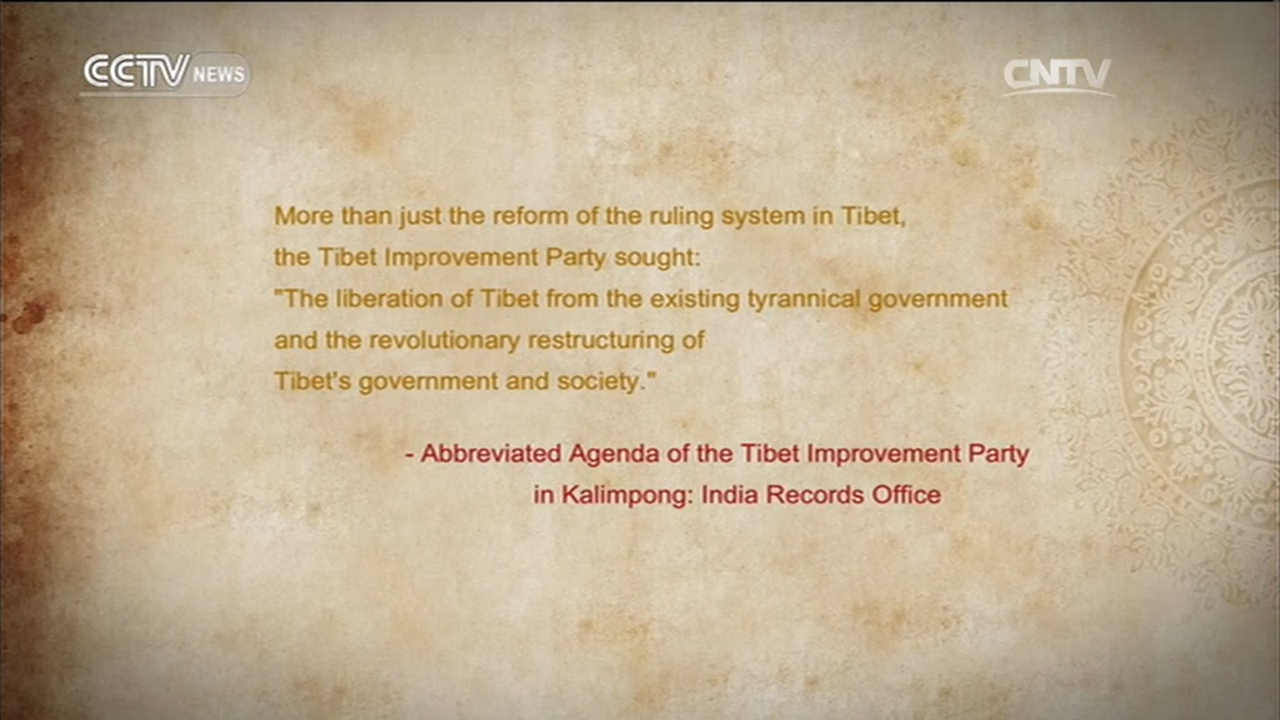 CCTV NEWS
CNTV
More than just the reform of the ruling system in Tibet,
the Tibet Improvement Party sought:
"The liberation of Tibet from the existing tyrannical government
and the revolutionary restructuring of
Tibet's government and society."
- Abbreviated Agenda of the Tibet Improvement Party
in Kalimpong: India Records Office